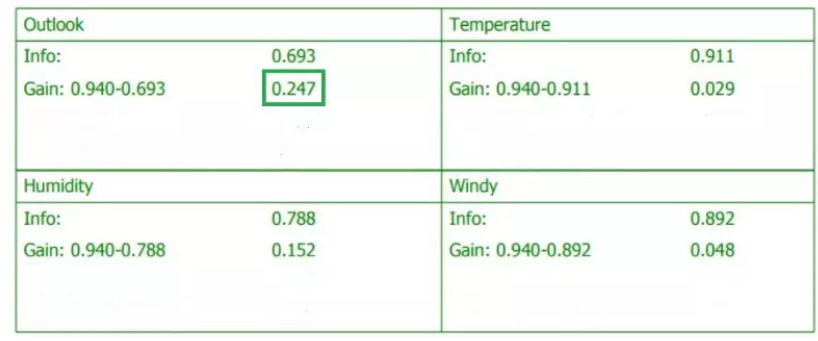 Outlook
Info: 0.693
Gain: 0.940-0.693 0.247
Temperature
Info: 0.911
Gain: 0.940-0.911 0.029
Humidity
Info: 0.788
Gain: 0.940-0.788 0.152
Windy
Info: 0.892
Gain: 0.940-0.892 0.048